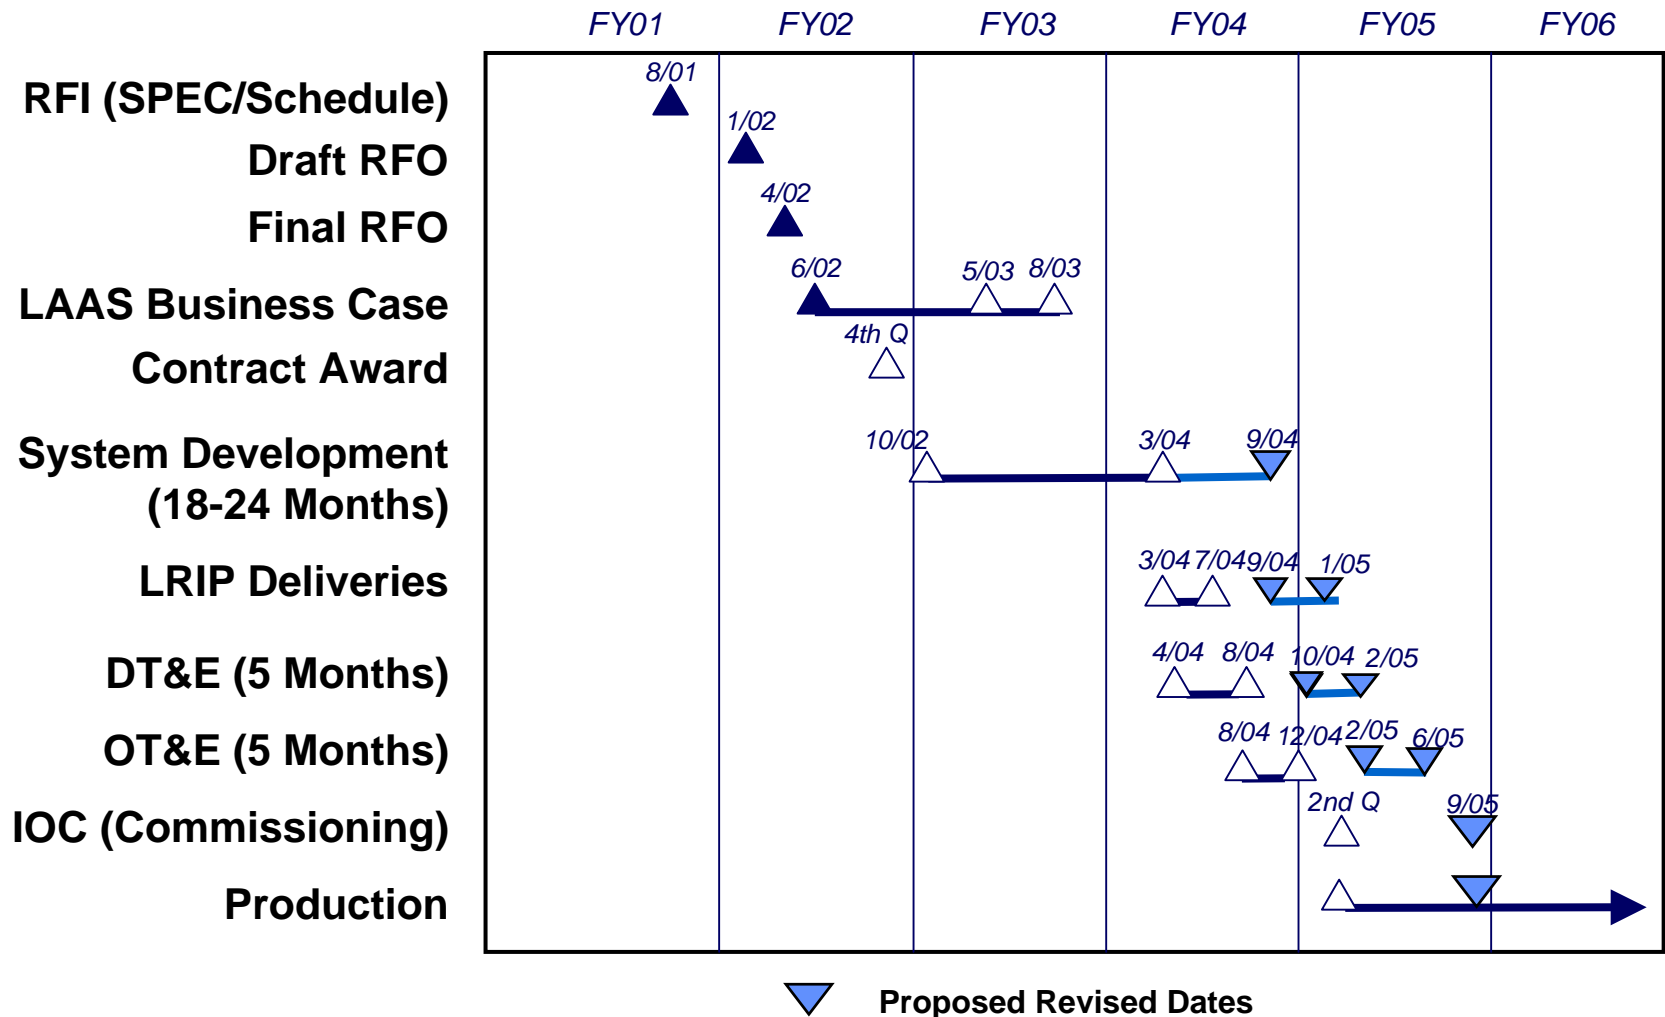 FY01 FY02 FY03 FY04 FY05 FY06
8/01
RFI (SPEC/Schedule)
1/02
Draft RFO
4/02
Final RFO
6/02 5/03 8/03
LAAS Business Case
4th Q
Contract Award
10/02 3/04 9/04
System Development
(18-24 Months)
3/04 7/04 9/04 1/05
LRIP Deliveries
4/04 8/04 10/04 2/05
DT&E (5 Months)
8/04 12/04 2/05 6/05
OT&E (5 Months)
2nd Q 9/05
IOC (Commissioning)
Production
Proposed Revised Dates